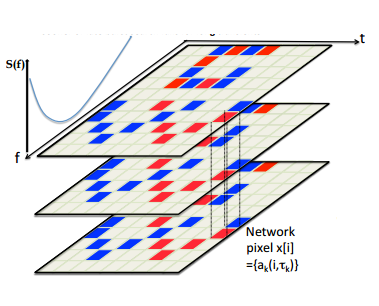 t
S(f)
f
Network
pixel x[i]
={aₖ(i,τₖ)}